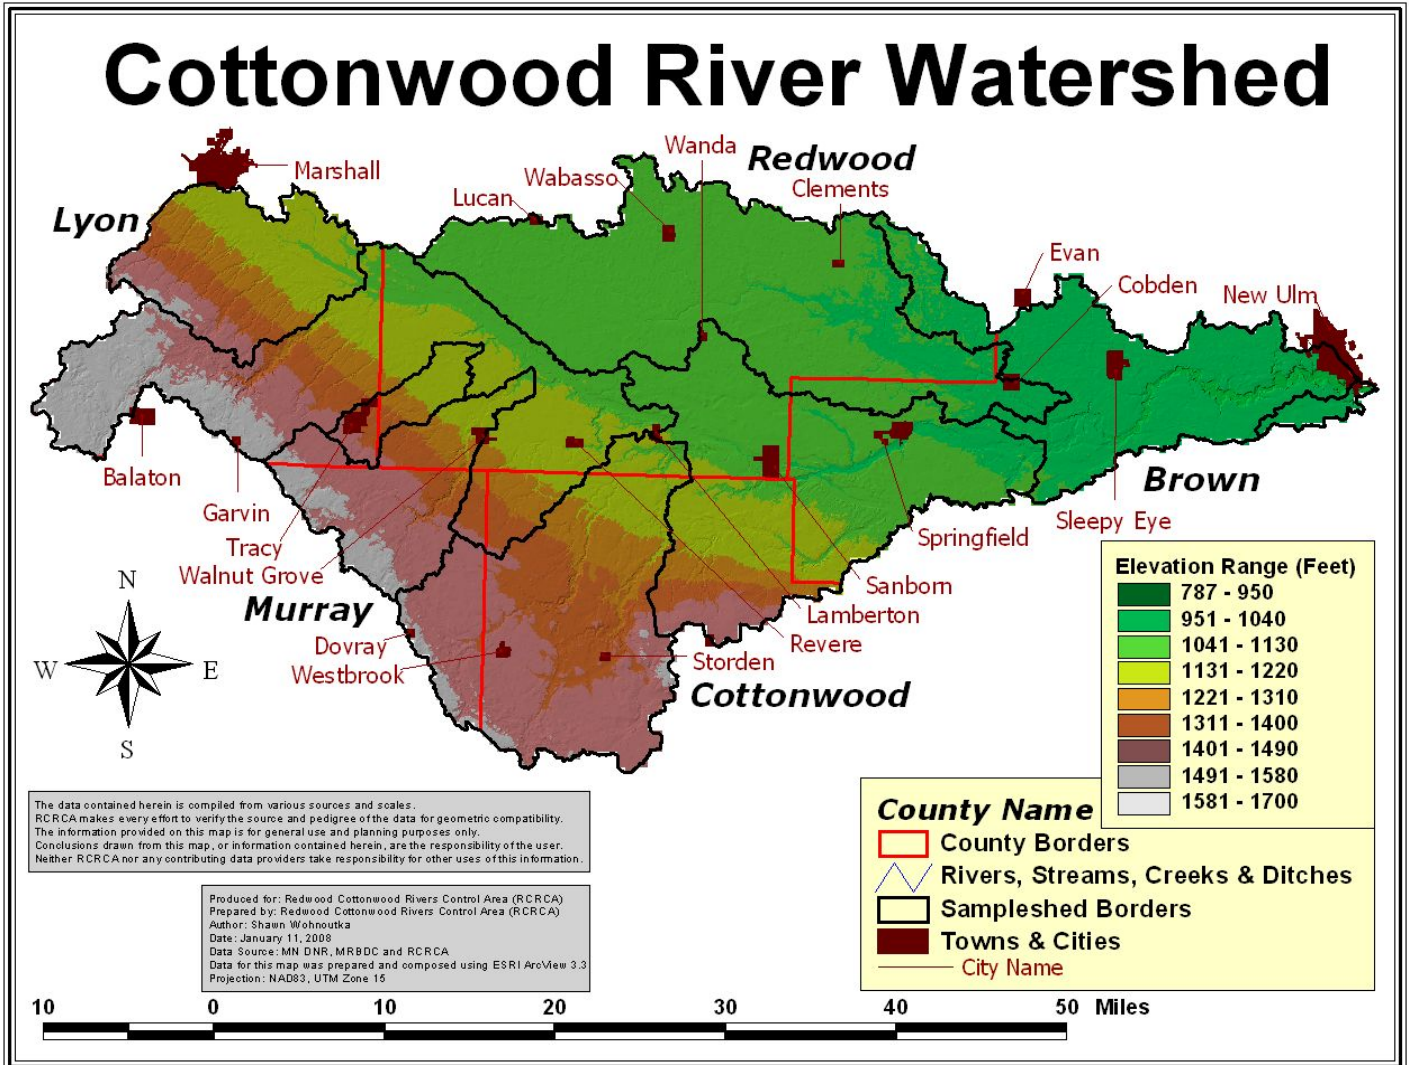 Cottonwood River Watershed
Wanda
Redwood
Marshall
Wabasso
Clements
Lucan
Lyon
Evan
Cobden
New Ulm
Balaton
Brown
Garvin
Sleepy Eye
Springfield
Tracy
Walnut Grove
Sanborn
Murray
Lamberton
Dovray
Revere
Westbrook
Storden
Cottonwood
N
W
E
S
Elevation Range (Feet)
787 - 950
951 - 1040
1041 - 1130
1131 - 1220
1221 - 1310
1311 - 1400
1401 - 1490
1491 - 1580
1581 - 1700
County Name
County Borders
Rivers, Streams, Creeks & Ditches
Sampleshed Borders
Towns & Cities
City Name
The data contained herein is compiled from various sources and scales.
RCRCA makes every effort to verify the source and pedigree of the data for geometric compatibility.
The information provided on this map is for general use and planning purposes only.
Conclusions drawn from this map, or information contained herein, are the responsibility of the user.
Neither RCRCA nor any contributing data providers take responsibility for other uses of this information.
Produced for: Redwood Cottonwood Rivers Control Area (RCRCA)
Prepared by: Redwood Cottonwood Rivers Control Area (RCRCA)
Author: Shawn Wohnoutka
Date: January 11, 2008
Data Source: MN DNR, MRBDC and RCRCA
Data for this map was prepared and composed using ESRI ArcView 3.3
Projection: NAD83, UTM Zone 15
10 0 10 20 30 40 50 Miles